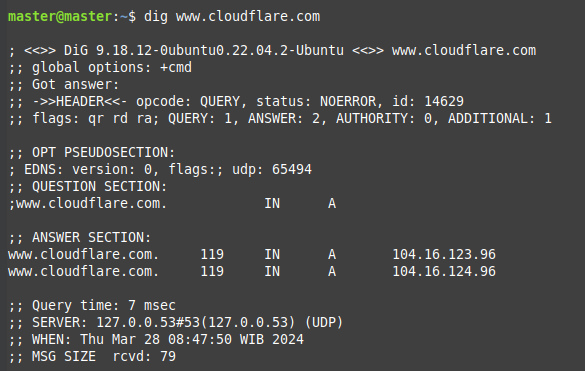 master@master:~$ dig www.cloudflare.com
; <<>> DiG 9.18.12-0ubuntu0.22.04.2-Ubuntu <<>> www.cloudflare.com
;; global options: +cmd
;; Got answer:
;; ->>HEADER<<- opcode: QUERY, status: NOERROR, id: 14629
;; flags: qr rd ra; QUERY: 1, ANSWER: 2, AUTHORITY: 0, ADDITIONAL: 1
;; OPT PSEUDOSECTION:
; EDNS: version: 0, flags:; udp: 65494
;; QUESTION SECTION:
;www.cloudflare.com. IN A
;; ANSWER SECTION:
www.cloudflare.com. 119 IN A 104.16.123.96
www.cloudflare.com. 119 IN A 104.16.124.96
;; Query time: 7 msec
;; SERVER: 127.0.0.53#53(127.0.0.53) (UDP)
;; WHEN: Thu Mar 28 08:47:50 WIB 2024
;; MSG SIZE rcvd: 79